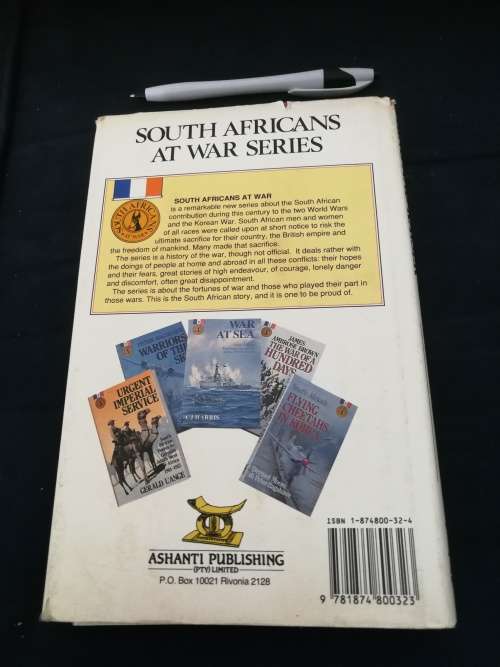 SOUTH AFRICANS
AT WAR SERIES
SOUTH AFRICANS AT WAR
is a remarkable new series about the South African
contribution during this century to the two World Wars
and the Korean War. South African men and women
of all races were called upon at short notice to risk the
ultimate sacrifice for their country, the British empire and
the freedom of mankind. Many made that sacrifice.
The series is a history of the war, though not official. it deals rather with
the doings of people at home and abroad in all these conflicts: their hopes
and their fears, great stories of high endeavour, of courage, lonely danger
and discomfort, often great disappointment.
The series is about the fortunes of war and those who played their part in
those wars. This is the South African story, and it is one to be proud of.
WARRIORS
OF THE
WAR
AT SEA
C J HARRIS
JAMES
AMBROSE BROWN
THE WAR OF A
HUNDRED
DAYS
URGENT
IMPERIAL
SERVICE
GERALD L'ANGE
FLYING
CHEETAHS
IN KOREA
ASHANTI PUBLISHING
(PTY) LIMITED
P.O. Box 10021 Rivonia 2128
ISBN 1-874800-32-4
9 781874 800323